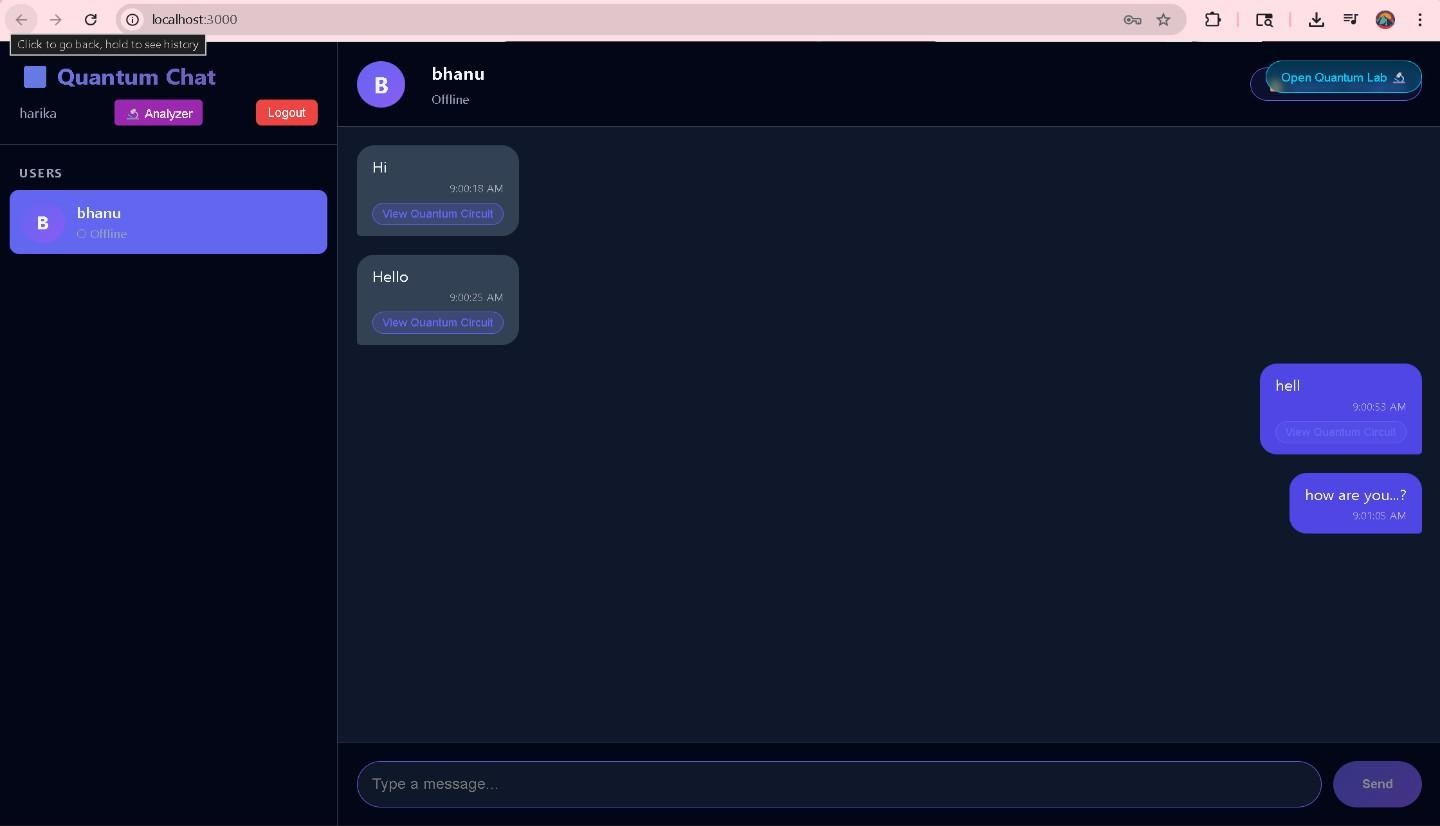 localhost:3000
Click to go back, hold to see history
Quantum Chat
harika
Analyzer
Logout
USERS
B
bhanu
Offline
B
bhanu
Offline
Open Quantum Lab
Hi
9:00:18 AM
View Quantum Circuit
Hello
9:00:25 AM
View Quantum Circuit
hell
9:00:53 AM
View Quantum Circuit
how are you...?
9:01:05 AM
Type a message...
Send